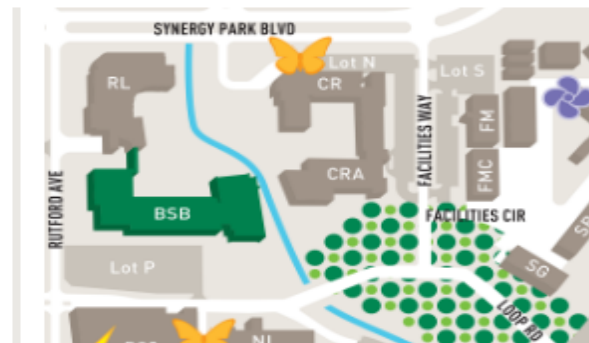 SYNERGY PARK BLVD
Lot N
Lot S
RL
CR
FM
FACILITIES WAY
RUTFORD AVE
CRA
FMC
BSB
FACILITIES CIR
Lot P
SG
LOOP RD